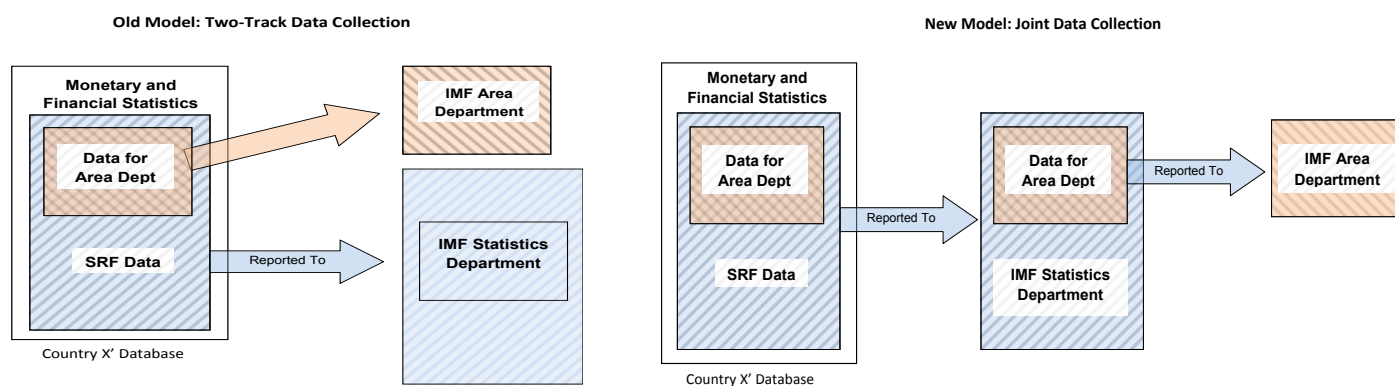 Old Model: Two-Track Data Collection
Monetary and
Financial Statistics
Data for
Area Dept
SRF Data
Reported To
IMF Area
Department
IMF Statistics
Department
Country X’ Database
New Model: Joint Data Collection
Monetary and
Financial Statistics
Data for
Area Dept
SRF Data
Reported To
Data for
Area Dept
IMF Statistics
Department
Reported To
IMF Area
Department
Country X’ Database